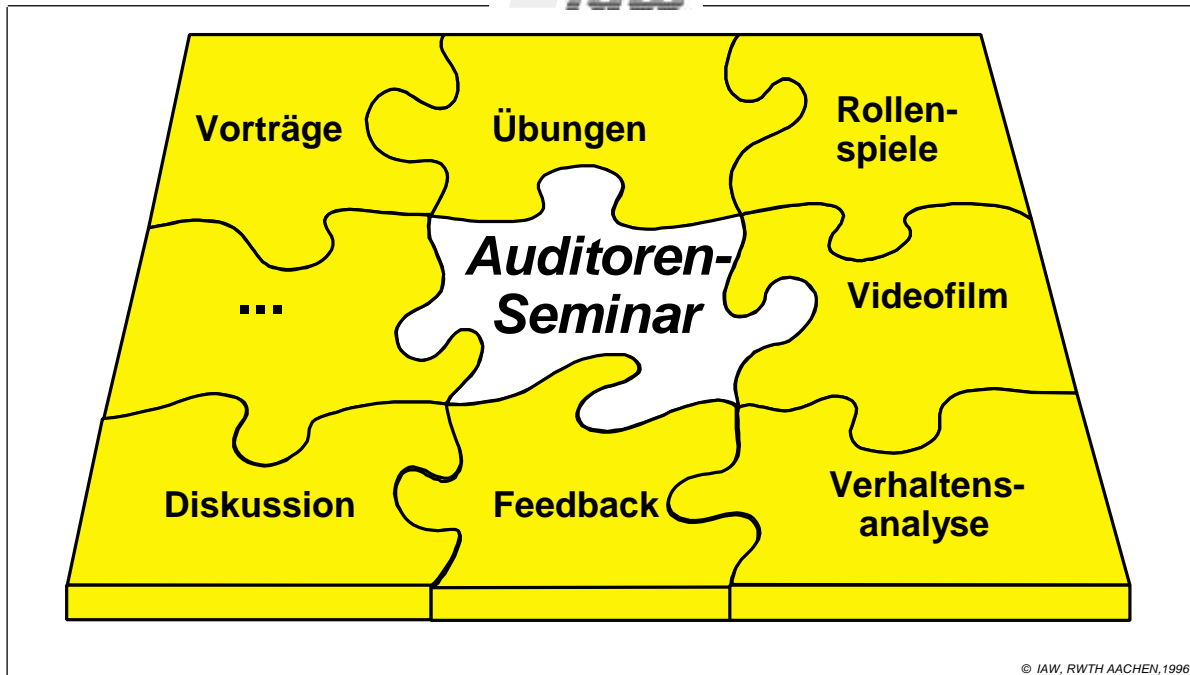 Vorträge
Übungen
Rollen-
spiele
...
Auditoren-
Seminar
Videofilm
Diskussion
Feedback
Verhaltens-
analyse
© IAW, RWTH AACHEN,1996